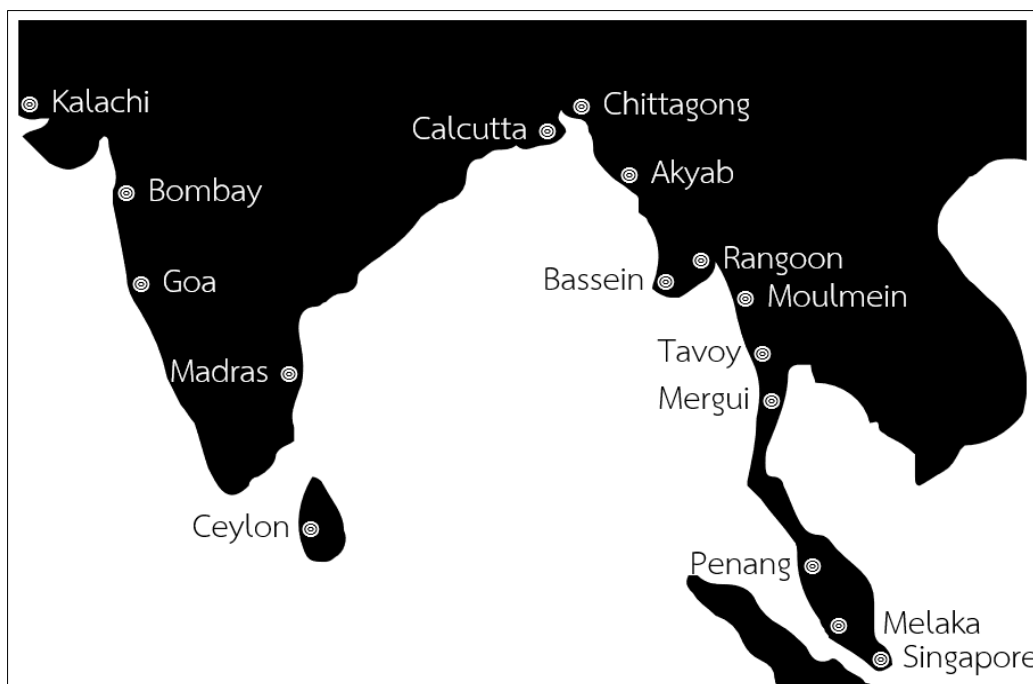 Kalachi
Chittagong
Calcutta
Akyab
Bombay
Rangoon
Bassein
Goa
Moulmein
Tavoy
Madras
Mergui
Ceylon
Penang
Melaka
Singapore